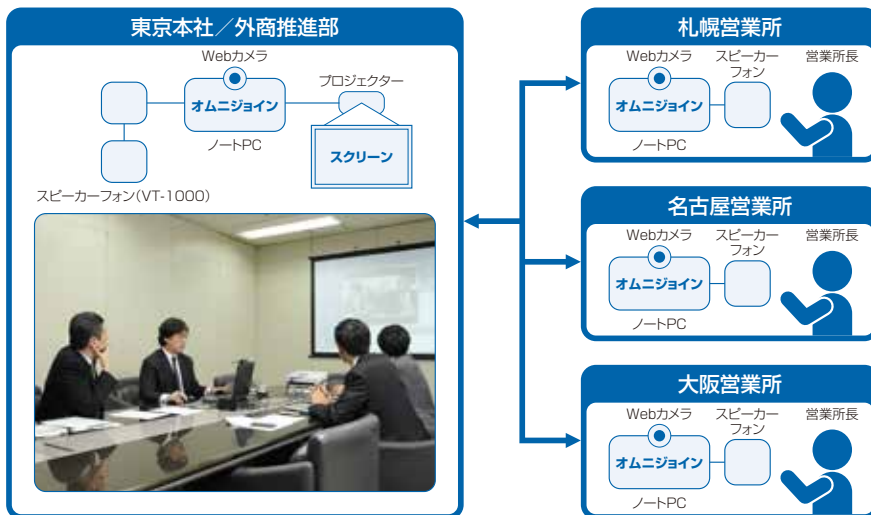 東京本社／外商推進部
Webカメラ
プロジェクター
オムニジョイン
スクリーン
ノートPC
スピーカーフォン(VT-1000)
札幌営業所
Webカメラ
スピーカー
フォン
営業所長
オムニジョイン
ノートPC
名古屋営業所
Webカメラ
スピーカー
フォン
営業所長
オムニジョイン
ノートPC
大阪営業所
Webカメラ
スピーカー
フォン
営業所長
オムニジョイン
ノートPC